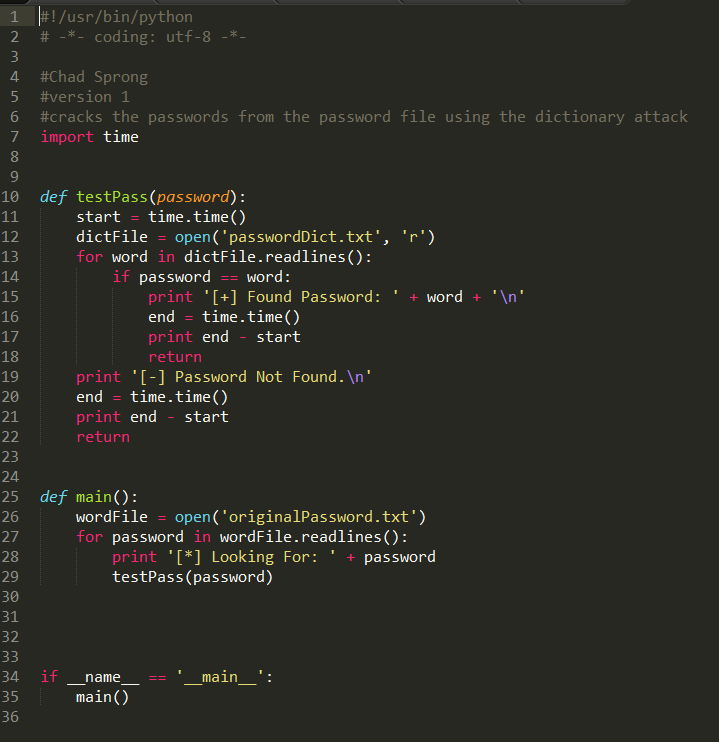 1 #!/usr/bin/python
2 # -*- coding: utf-8 -*-
3
4 #Chad Sprong
5 #version 1
6 #cracks the passwords from the password file using the dictionary attack
7 import time
8
9
10 def testPass(password):
11     start = time.time()
12     dictFile = open('passwordDict.txt', 'r')
13     for word in dictFile.readlines():
14         if password == word:
15             print '[+] Found Password: ' + word + '\n'
16             end = time.time()
17             print end - start
18             return
19     print '[-] Password Not Found.\n'
20     end = time.time()
21     print end - start
22     return
23
24
25 def main():
26     wordFile = open('originalPassword.txt')
27     for password in wordFile.readlines():
28         print '[*] Looking For: ' + password
29         testPass(password)
30
31
32
33
34 if __name__ == '__main__':
35     main()
36